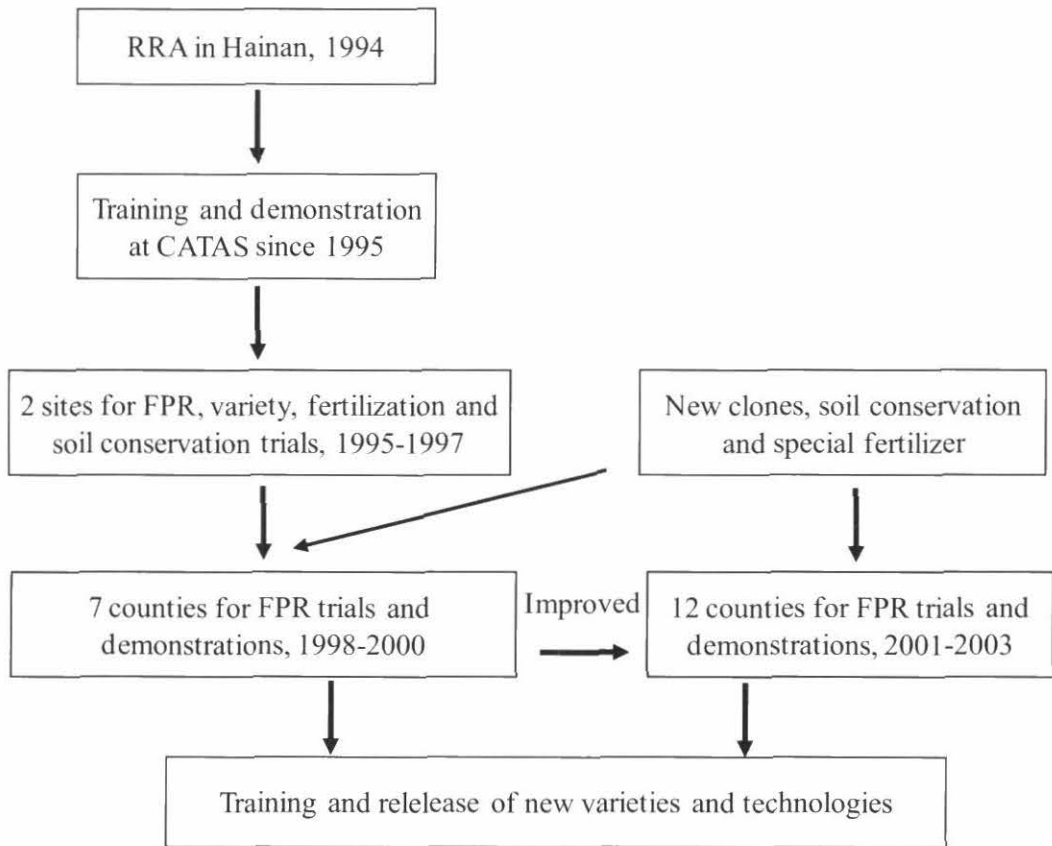 RRA in Hainan, 1994
Training and demonstration
at CATAS since 1995
2 sites for FPR, variety, fertilization and
soil conservation trials, 1995-1997
New clones, soil conservation
and special fertilizer
7 counties for FPR trials and
demonstrations, 1998-2000
Improved
12 counties for FPR trials and
demonstrations, 2001-2003
Training and relelease of new varieties and technologies